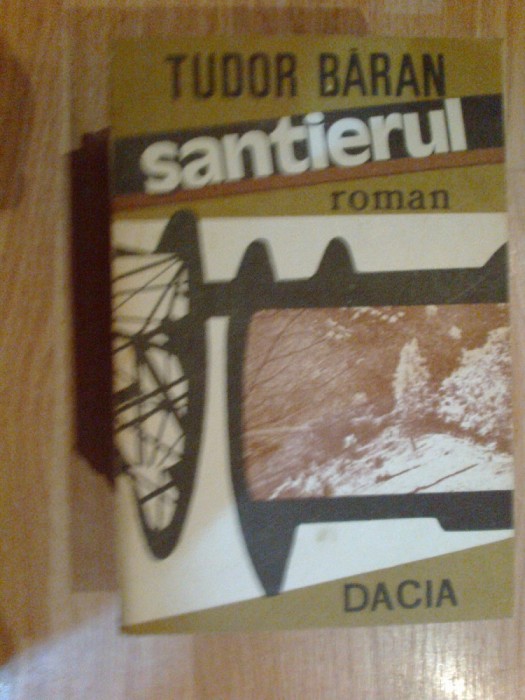 TUDOR BĂRAN
santierul
roman
DACIA